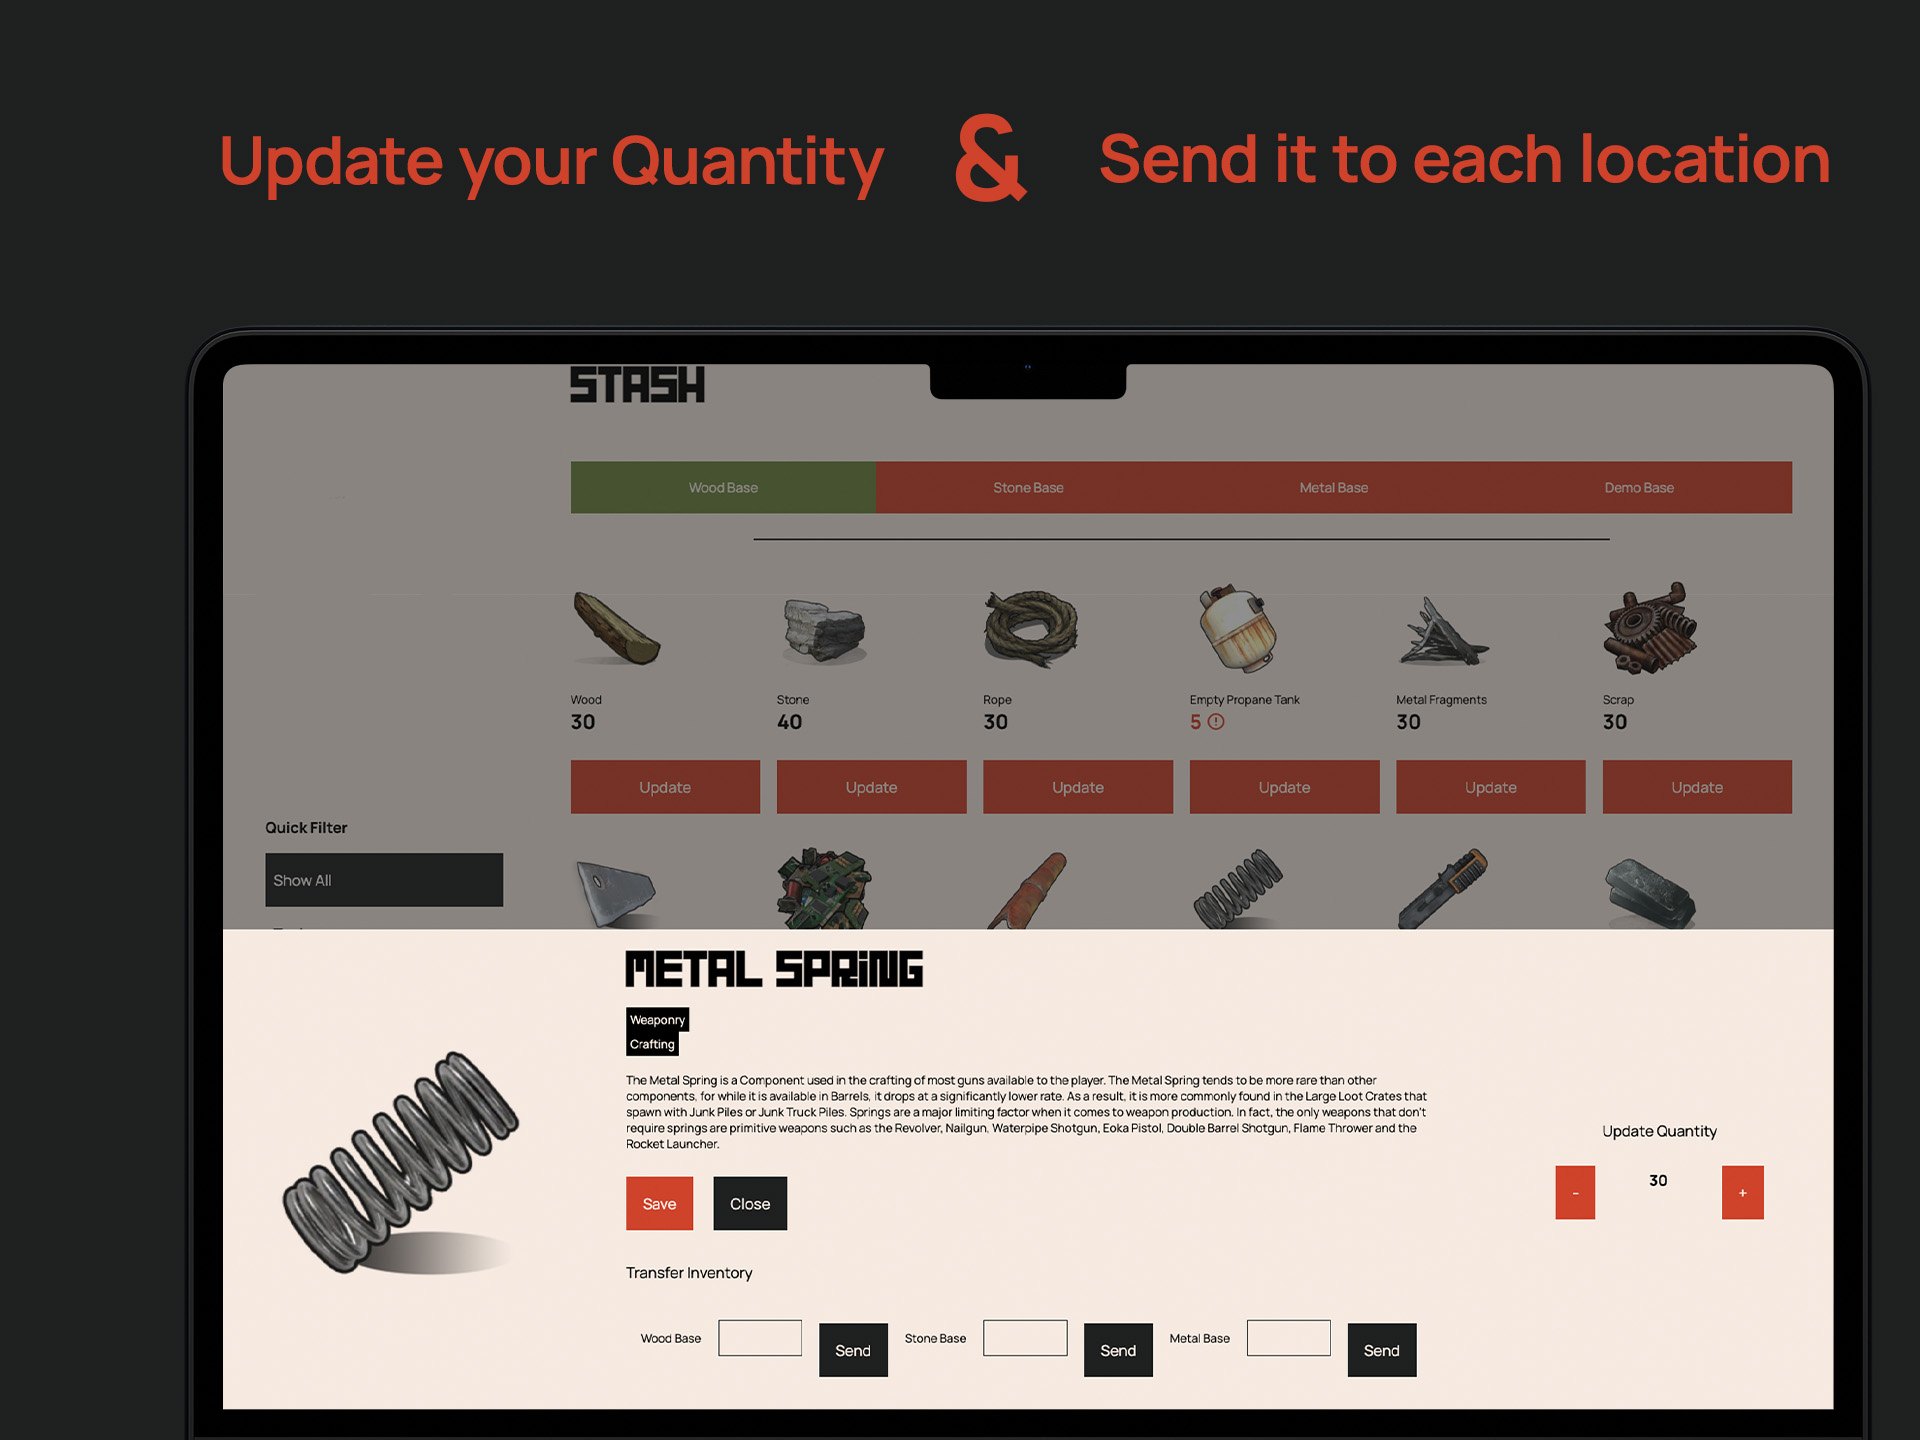 Update your Quantity & Send it to each location
STASH
Wood Base
Stone Base
Metal Base
Demo Base
Wood
30
Stone
40
Rope
30
Empty Propane Tank
5
Metal Fragments
30
Scrap
30
Update
Update
Update
Update
Update
Update
Quick Filter
Show All
METAL SPRiNG
Weaponry
Crafting
The Metal Spring is a Component used in the crafting of most guns available to the player. The Metal Spring tends to be more rare than other
components, for while it is available in Barrels, it drops at a significantly lower rate. As a result, it is more commonly found in the Large Loot Crates that
spawn with Junk Piles or Junk Truck Piles. Springs are a major limiting factor when it comes to weapon production. In fact, the only weapons that don't
require springs are primitive weapons such as the Revolver, Nailgun, Waterpipe Shotgun, Eoka Pistol, Double Barrel Shotgun, Flame Thrower and the
Rocket Launcher.
Save
Close
Update Quantity
-
30
+
Transfer Inventory
Wood Base
Send
Stone Base
Send
Metal Base
Send